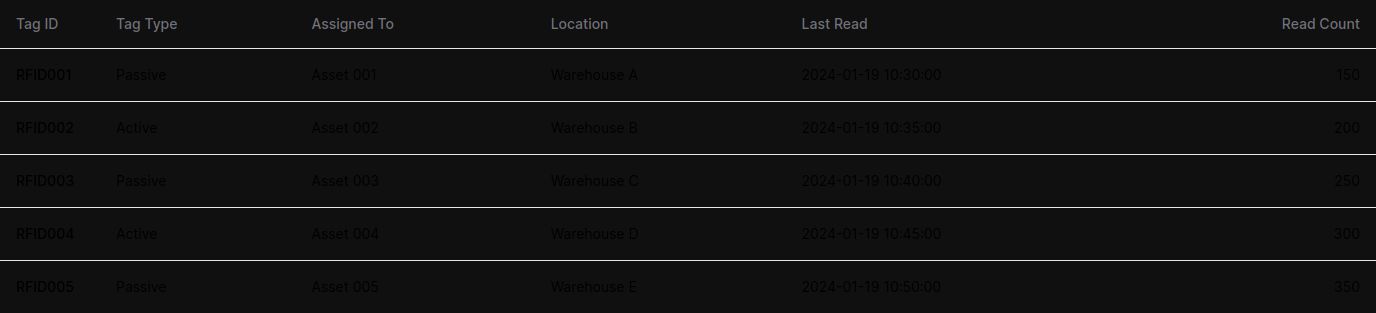 Tag ID Tag Type Assigned To Location Last Read Read Count
RFID001 Passive Asset 001 Warehouse A 2024-01-19 10:30:00 150
RFID002 Active Asset 002 Warehouse B 2024-01-19 10:35:00 200
RFID003 Passive Asset 003 Warehouse C 2024-01-19 10:40:00 250
RFID004 Active Asset 004 Warehouse D 2024-01-19 10:45:00 300
RFID005 Passive Asset 005 Warehouse E 2024-01-19 10:50:00 350